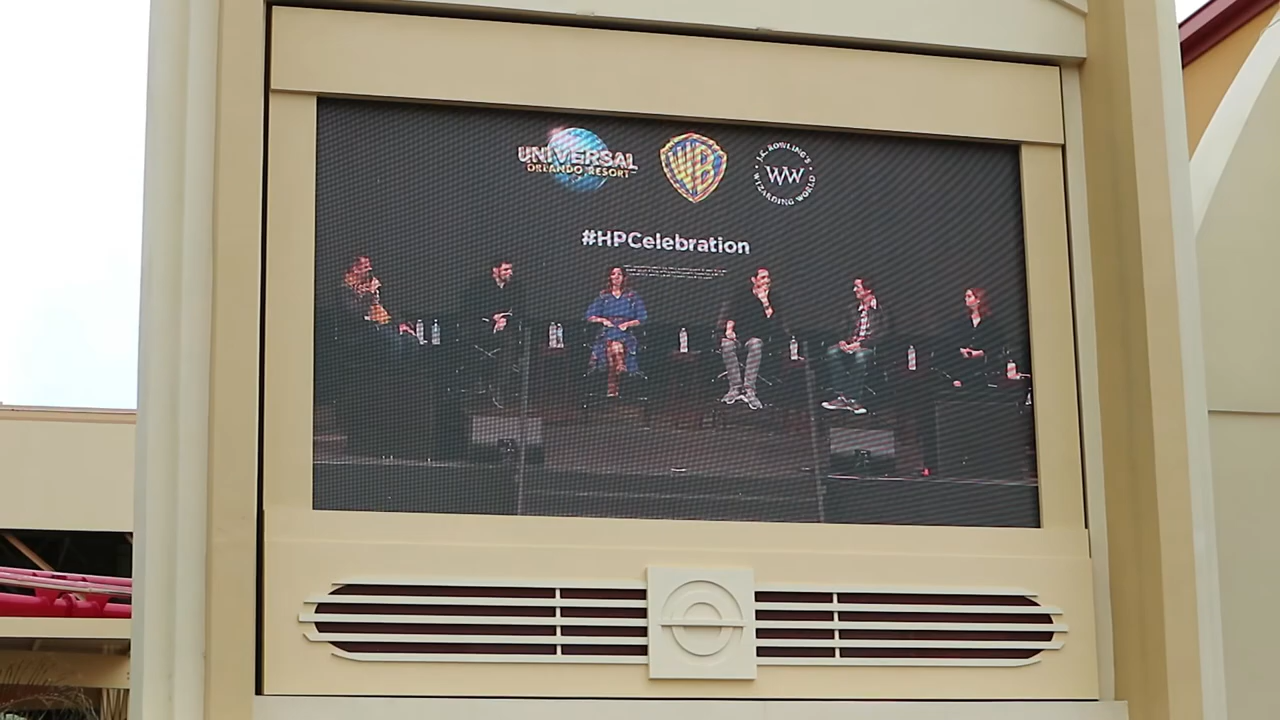 UNIVERSAL
ORLANDO RESORT
WB
J.K. ROWLING'S
WW
WIZARDING WORLD
#HPCelebration